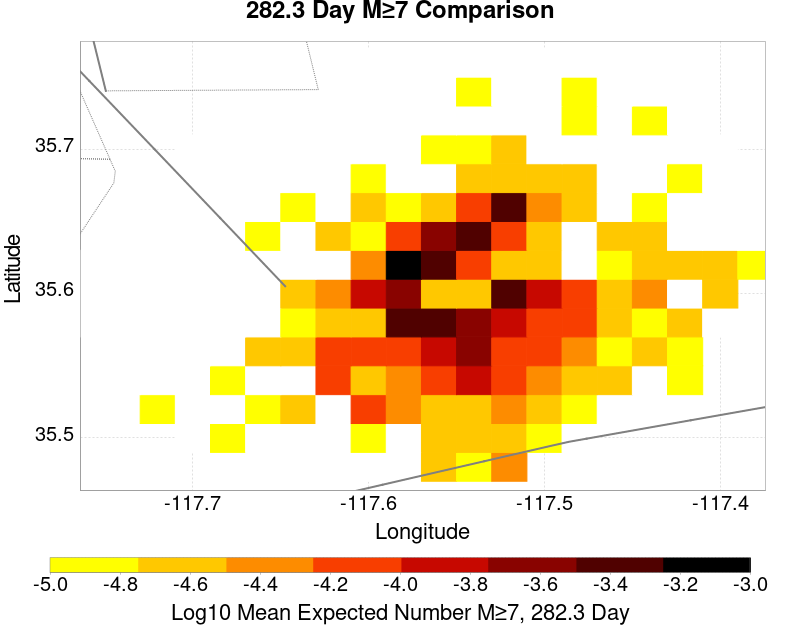 282.3 Day M≥7 Comparison
35.7
35.6
35.5
Latitude
-117.7 -117.6 -117.5 -117.4
Longitude
-5.0 -4.8 -4.6 -4.4 -4.2 -4.0 -3.8 -3.6 -3.4 -3.2 -3.0
Log10 Mean Expected Number M≥7, 282.3 Day